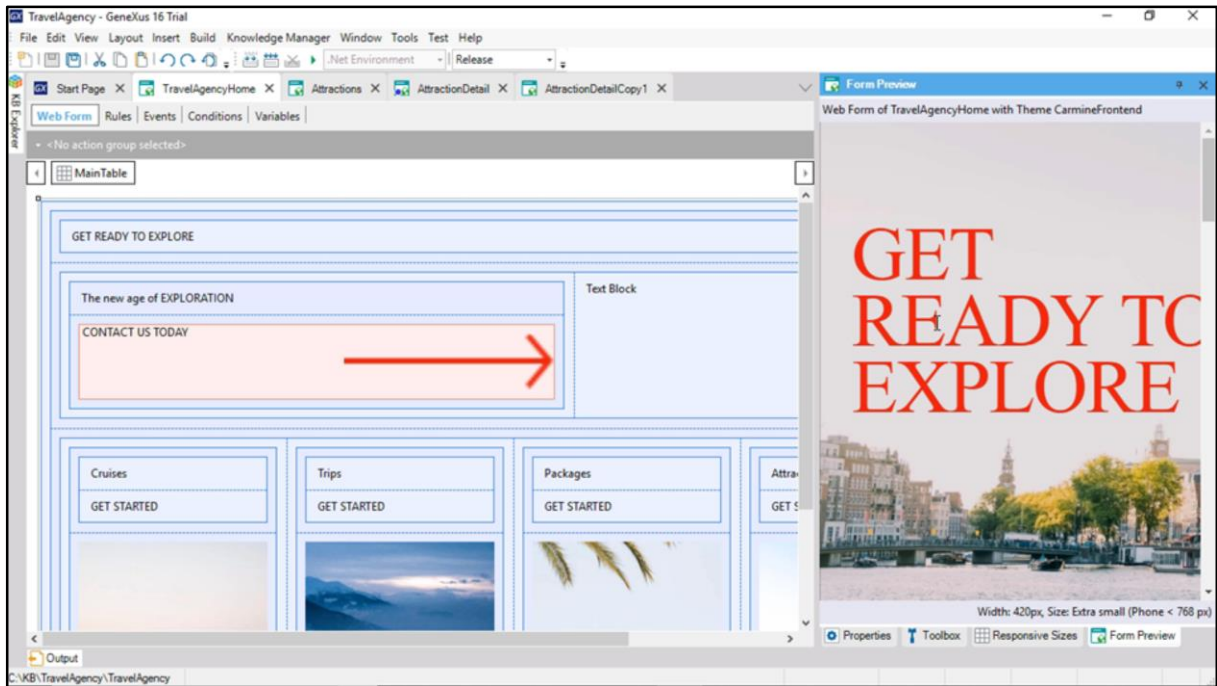 TravelAgency - GeneXus 16 Trial
File Edit View Layout Insert Build Knowledge Manager Window Tools Test Help
.Net Environment Release
Start Page TravelAgencyHome Attractions AttractionDetail AttractionDetailCopy1
KB Explorer
Web Form Rules Events Conditions Variables
<No action group selected>
MainTable
GET READY TO EXPLORE
The new age of EXPLORATION
Text Block
CONTACT US TODAY
Cruises Trips Packages Attra
GET STARTED GET STARTED GET STARTED GET S
Form Preview
Web Form of TravelAgencyHome with Theme CarmineFrontend
GET
READY TO
EXPLORE
Width: 420px, Size: Extra small (Phone < 768 px)
Properties Toolbox Responsive Sizes Form Preview
Output
C:\KB\TravelAgency\TravelAgency